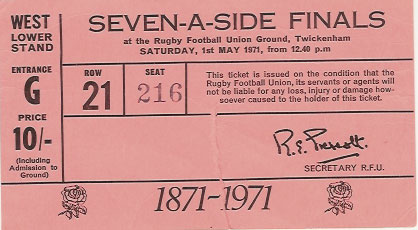 WEST
LOWER
STAND
ENTRANCE
G
PRICE
10/-
(Including
Admission to
Ground)
SEVEN-A-SIDE FINALS
at the Rugby Football Union Ground, Twickenham
SATURDAY, 1st MAY 1971, from 12.40 p.m
ROW
21
SEAT
216
This ticket is issued on the condition that the
Rugby Football Union, its servants or agents will
not be liable for any loss, injury or damage how-
soever caused to the holder of this ticket.
SECRETARY R.F.U.
1871-1971